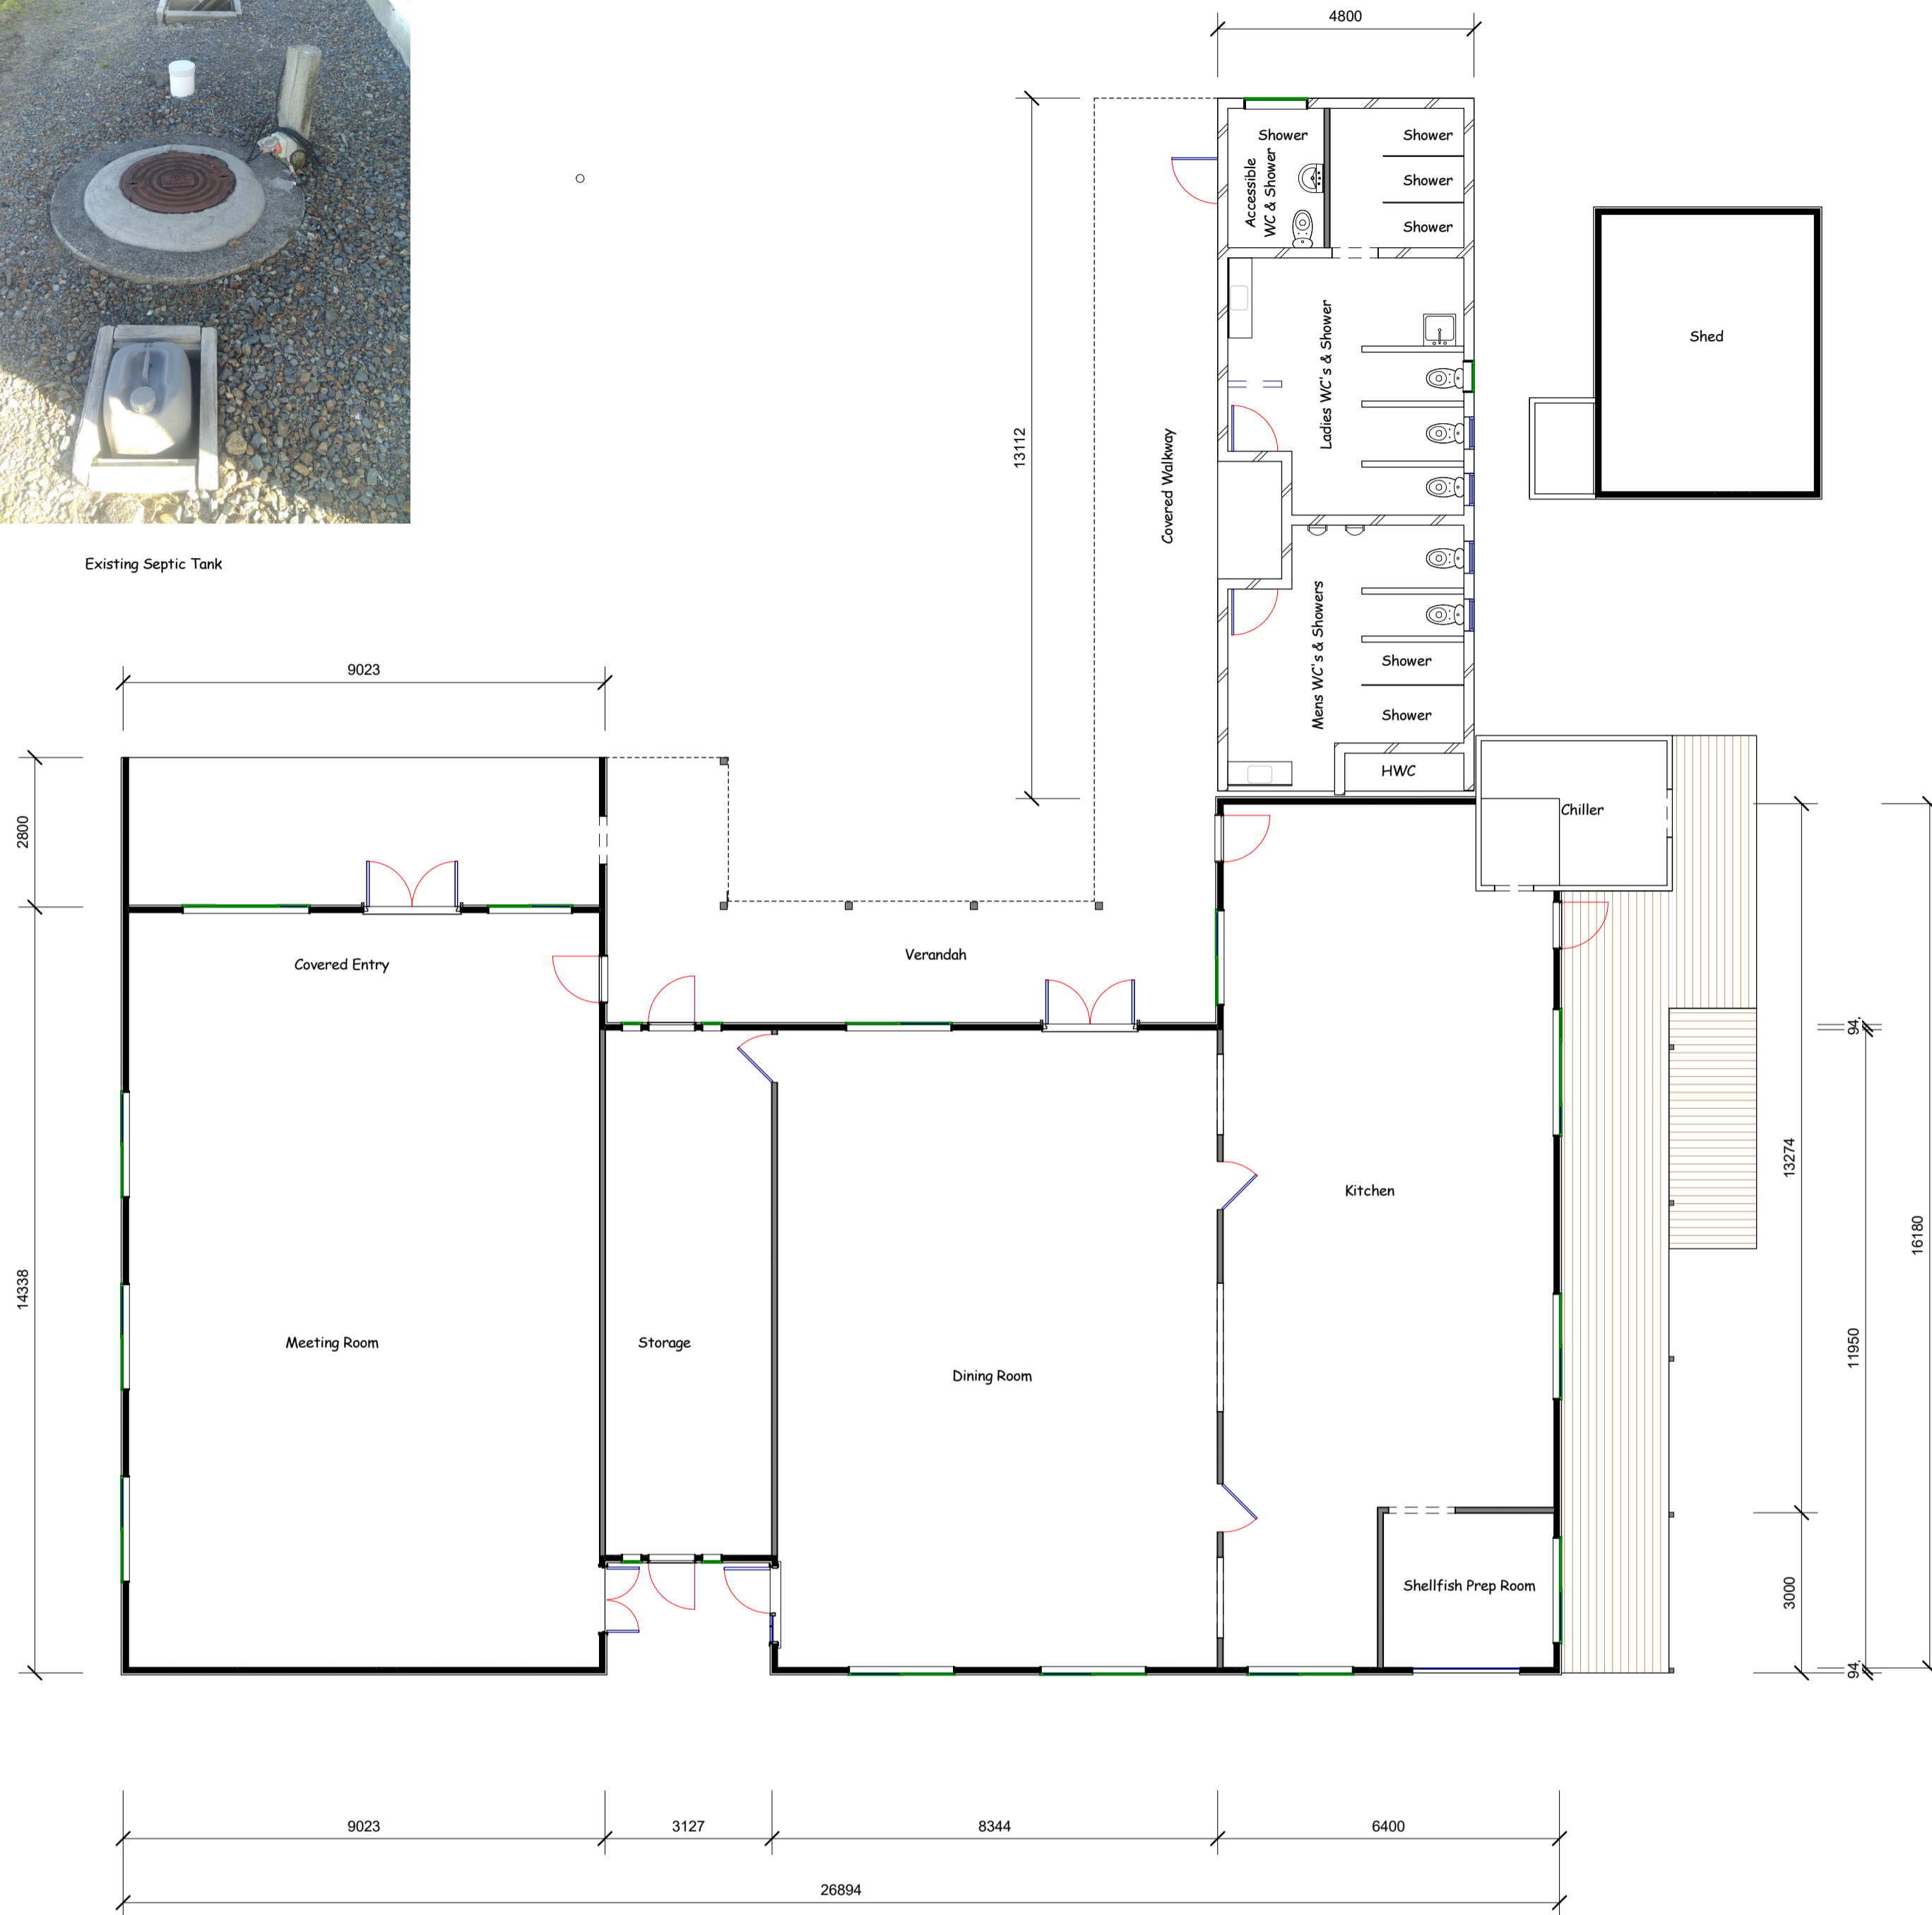 4800
Shower
Shower
Accessible
WC & Shower
Shower
Shower
Shed
Ladies WC's & Shower
13112
Covered Walkway
Existing Septic Tank
Mens WC's & Showers
Shower
9023
Shower
HWC
Chiller
2800
Covered Entry
Verandah
94.
13274
Kitchen
16180
14338
Meeting Room
Storage
11950
Dining Room
Shellfish Prep Room
3000
94.
9023
3127
8344
6400
26894